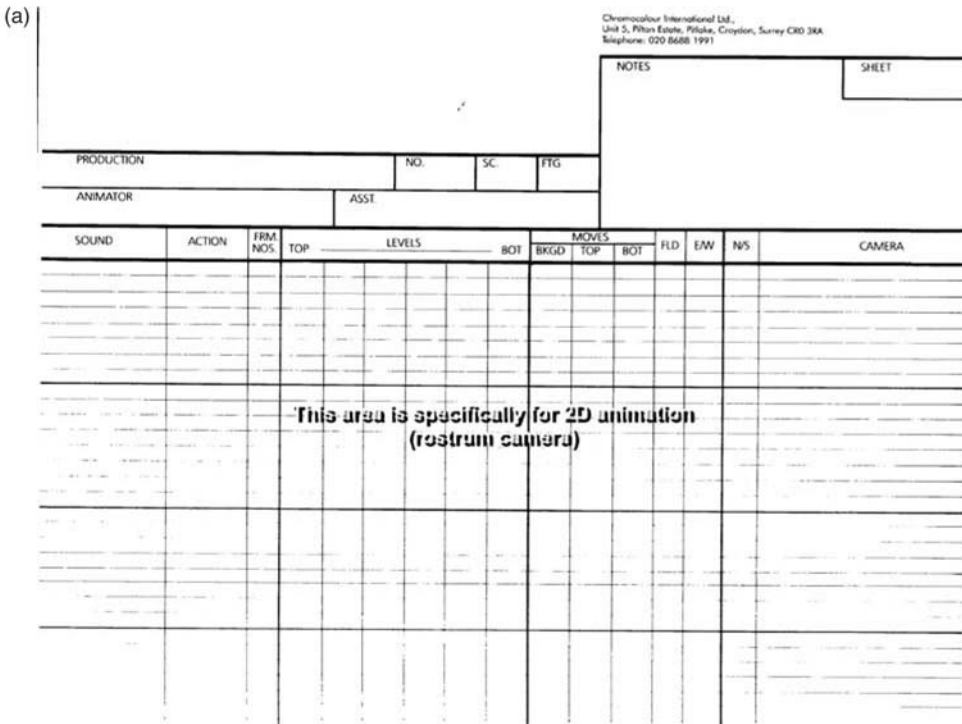 (a)
Chromacolour International Ltd.,
Unit 5, Pilton Estate, Pitlake, Croydon, Surrey CR0 3RA
Telephone: 020 8688 1991
NOTES
SHEET
PRODUCTION
NO.
SC.
FTG
ANIMATOR
ASST.
SOUND
ACTION
FRM.
NOS.
TOP
LEVELS
BOT
MOVES
BKGD
TOP
BOT
FLD
E/W
N/S
CAMERA
This area is specifically for 2D animation
(rostrum camera)